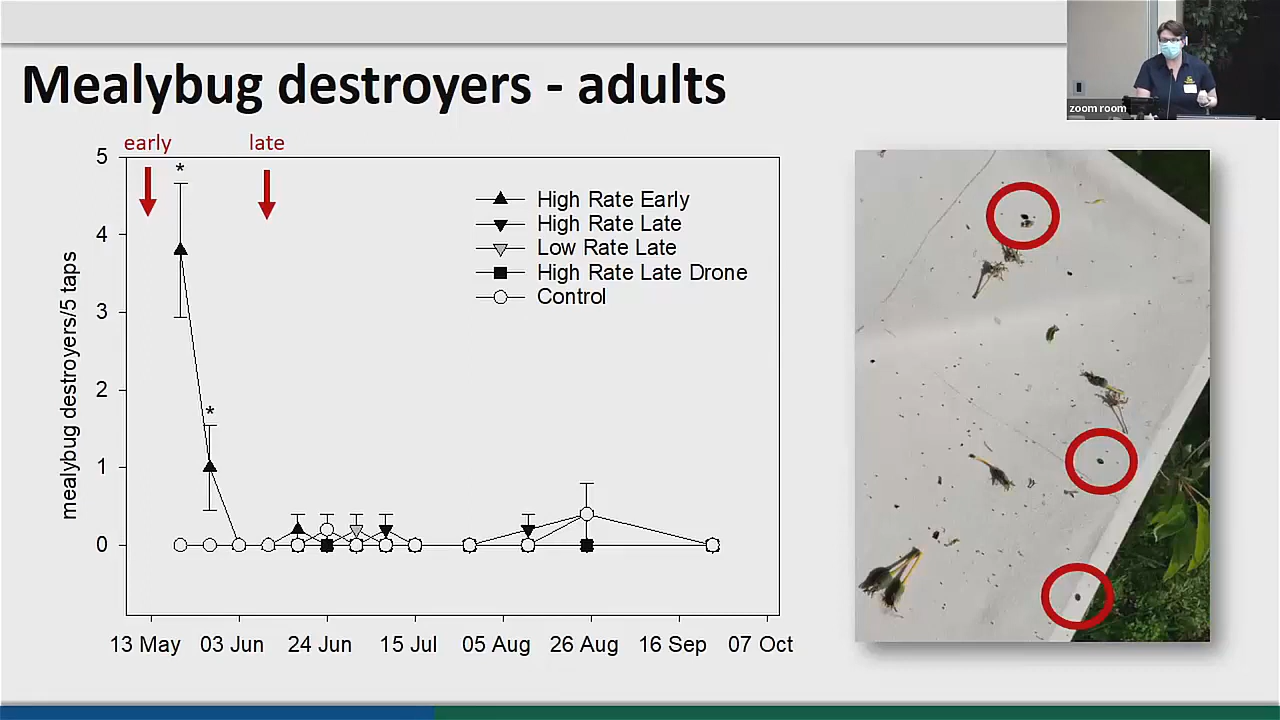 Mealybug destroyers - adults
zoom room
early
late
5
4
3
2
1
0
*
*
mealybug destroyers/5 taps
High Rate Early
High Rate Late
Low Rate Late
High Rate Late Drone
Control
13 May
03 Jun
24 Jun
15 Jul
05 Aug
26 Aug
16 Sep
07 Oct